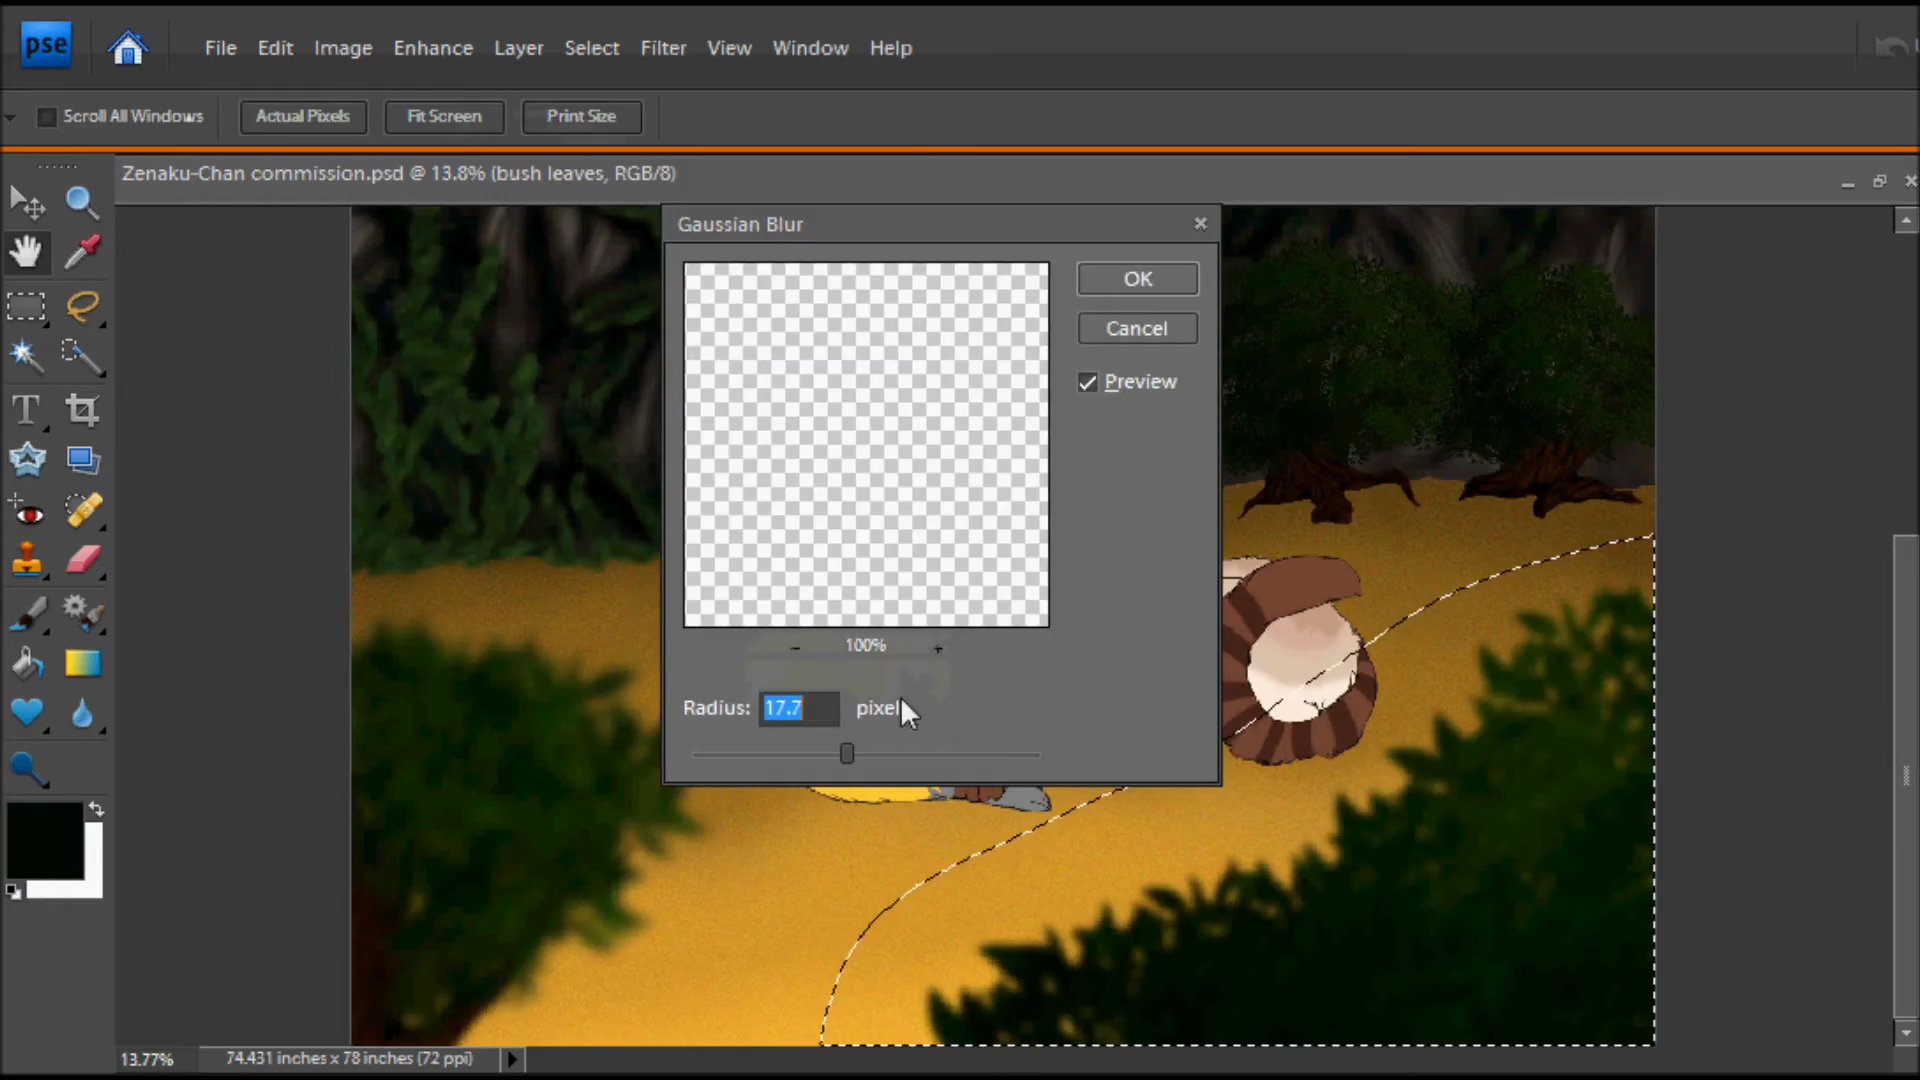 pse File Edit Image Enhance Layer Select Filter View Window Help
Scroll All Windows Actual Pixels Fit Screen Print Size
Zenaku-Chan commission.psd @ 13.8% (bush leaves, RGB/8)
Gaussian Blur
OK
Cancel
Preview
- 100% +
Radius: 17.7 pixel
T
13.77% 74.431 inches x 78 inches (72 ppi)